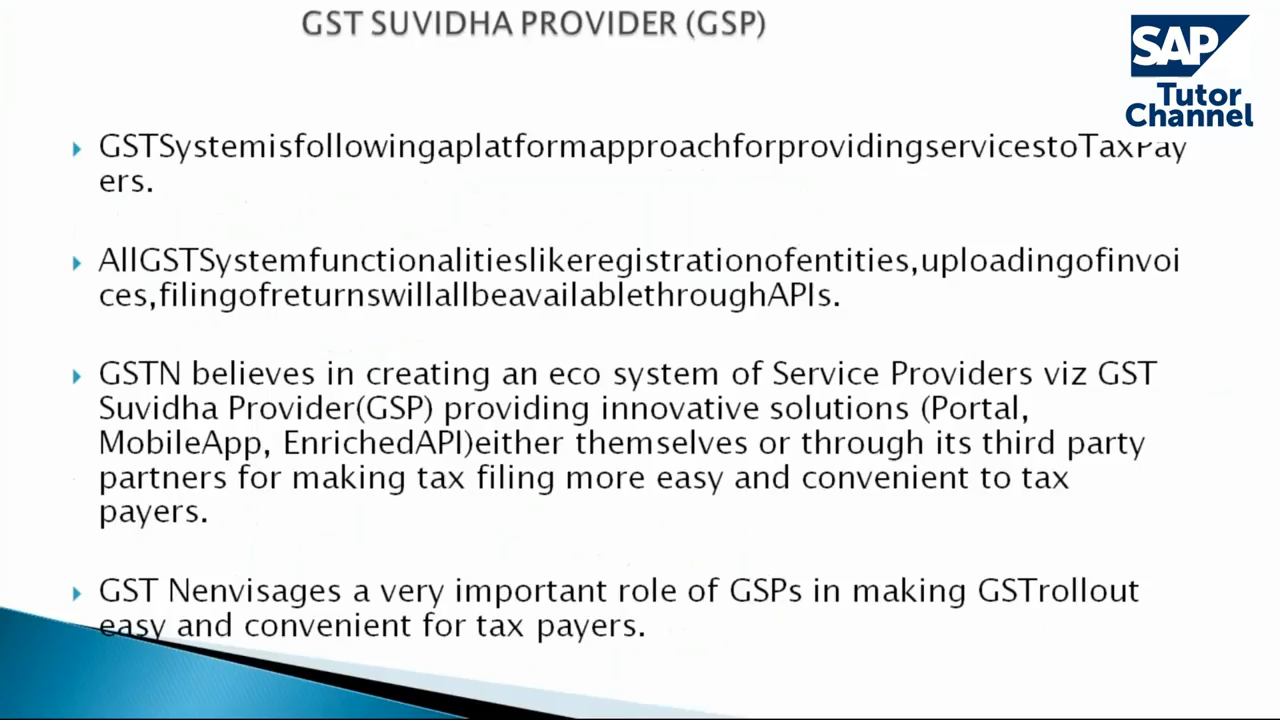 GST SUVIDHA PROVIDER (GSP)
SAP
Tutor
Channel
GSTSystemisfollowingaplatformapproachforprovidingservicestoTaxPay
ers.
AllGSTSystemfunctionalitieslikeregistrationofentities,uploadingofinvoi
ces,filingofreturnswillallbeavailablethroughAPIs.
GSTN believes in creating an eco system of Service Providers viz GST
Suvidha Provider(GSP) providing innovative solutions (Portal,
MobileApp, EnrichedAPI)either themselves or through its third party
partners for making tax filing more easy and convenient to tax
payers.
GST Nenvisages a very important role of GSPs in making GSTrollout
easy and convenient for tax payers.